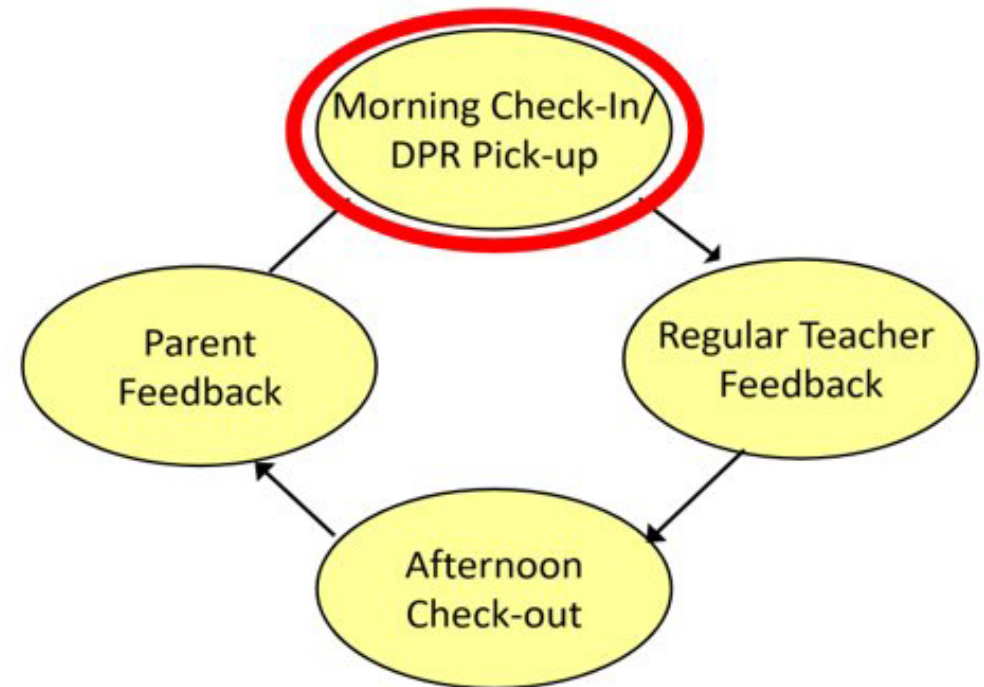 Morning Check-In/
DPR Pick-up
Parent
Feedback
Regular Teacher
Feedback
Afternoon
Check-out